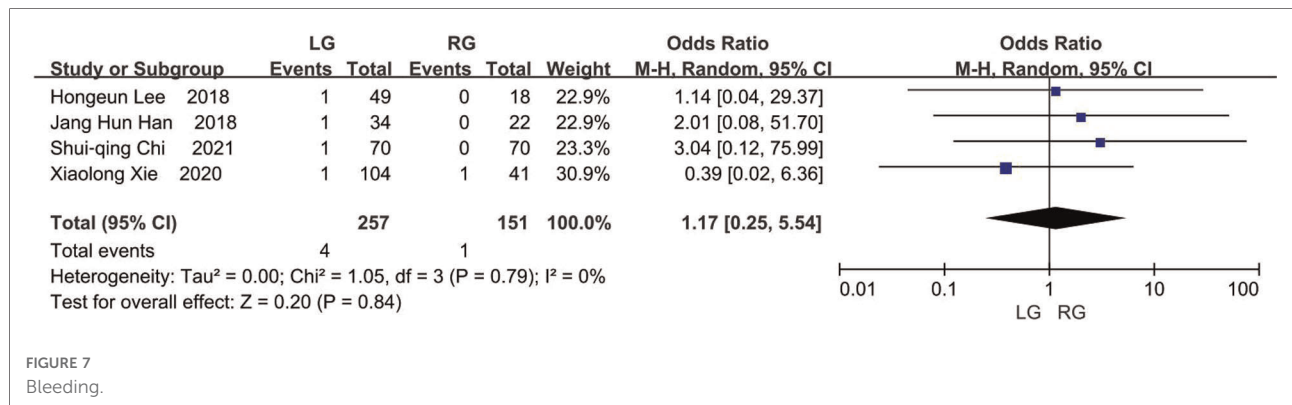 LG RG Odds Ratio Odds Ratio
Study or Subgroup Events Total Events Total Weight M-H, Random, 95% CI M-H, Random, 95% CI
Hongeun Lee 2018 1 49 0 18 22.9% 1.14 [0.04, 29.37]
Jang Hun Han 2018 1 34 0 22 22.9% 2.01 [0.08, 51.70]
Shui-qing Chi 2021 1 70 0 70 23.3% 3.04 [0.12, 75.99]
Xiaolong Xie 2020 1 104 1 41 30.9% 0.39 [0.02, 6.36]
Total (95% CI) 257 151 100.0% 1.17 [0.25, 5.54]
Total events 4 1
Heterogeneity: Tau² = 0.00; Chi² = 1.05, df = 3 (P = 0.79); I² = 0%
Test for overall effect: Z = 0.20 (P = 0.84)
0.01 0.1 1 10 100
LG RG
FIGURE 7
Bleeding.